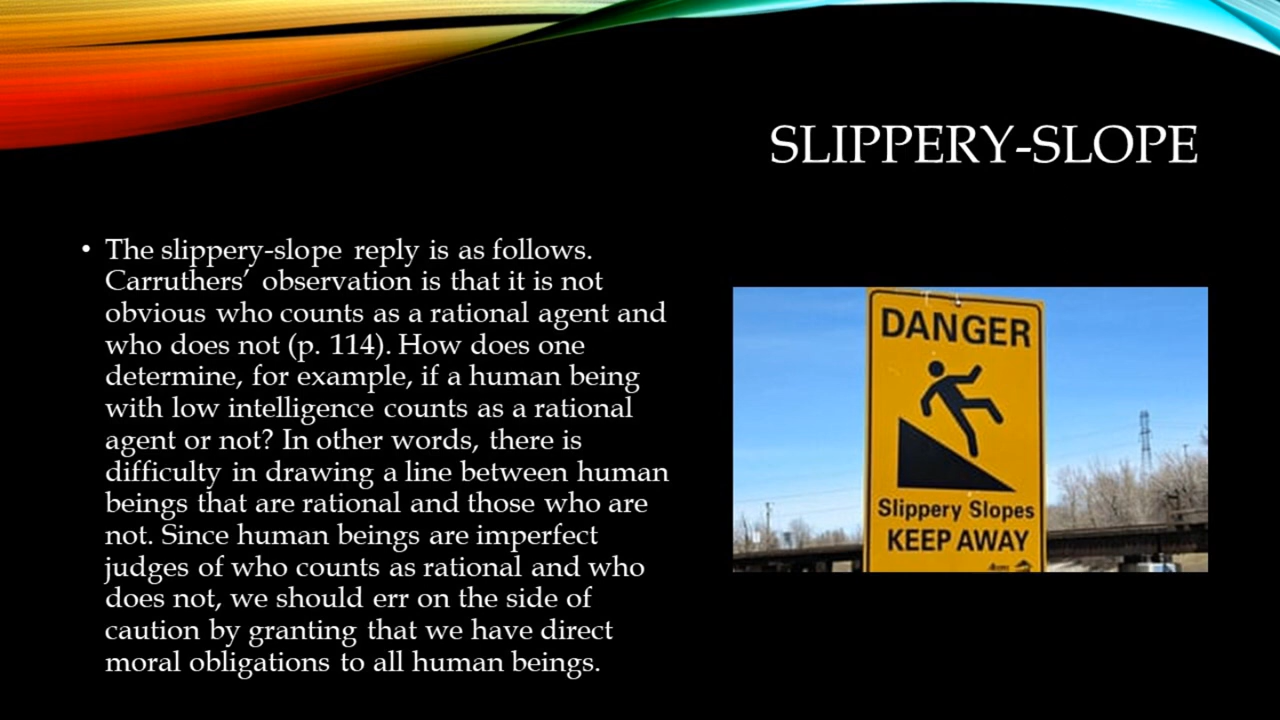 SLIPPERY-SLOPE
• The slippery-slope reply is as follows.
Carruthers’ observation is that it is not
obvious who counts as a rational agent and
who does not (p. 114). How does one
determine, for example, if a human being
with low intelligence counts as a rational
agent or not? In other words, there is
difficulty in drawing a line between human
beings that are rational and those who are
not. Since human beings are imperfect
judges of who counts as rational and who
does not, we should err on the side of
caution by granting that we have direct
moral obligations to all human beings.
DANGER
Slippery Slopes
KEEP AWAY